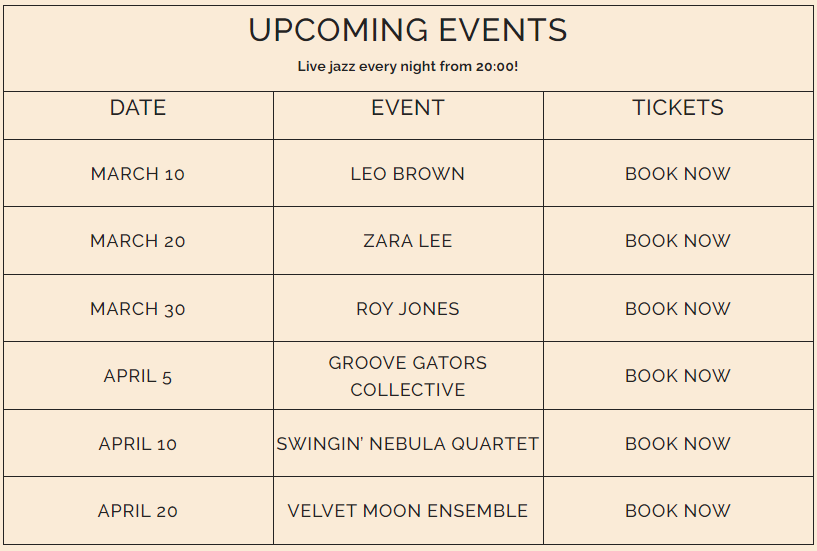 UPCOMING EVENTS
Live jazz every night from 20:00!
DATE EVENT TICKETS
MARCH 10 LEO BROWN BOOK NOW
MARCH 20 ZARA LEE BOOK NOW
MARCH 30 ROY JONES BOOK NOW
APRIL 5 GROOVE GATORS
COLLECTIVE BOOK NOW
APRIL 10 SWINGIN' NEBULA QUARTET BOOK NOW
APRIL 20 VELVET MOON ENSEMBLE BOOK NOW